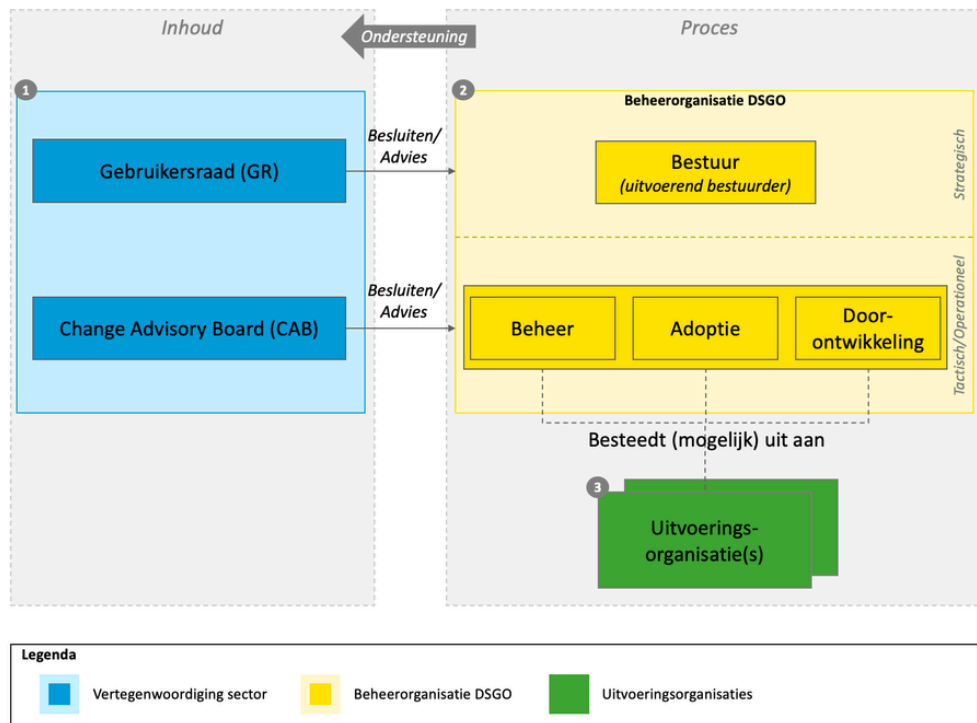 Inhoud
Ondersteuning
Proces
1
2
Beheerorganisatie DSGO
Gebruikersraad (GR)
Besluiten/
Advies
Bestuur
(uitvoerend bestuurder)
Strategisch
Change Advisory Board (CAB)
Besluiten/
Advies
Beheer
Adoptie
Door-
ontwikkeling
Tactisch/Operationeel
Besteedt (mogelijk) uit aan
3
Uitvoerings-
organisatie(s)
Legenda
Vertegenwoordiging sector
Beheerorganisatie DSGO
Uitvoeringsorganisaties